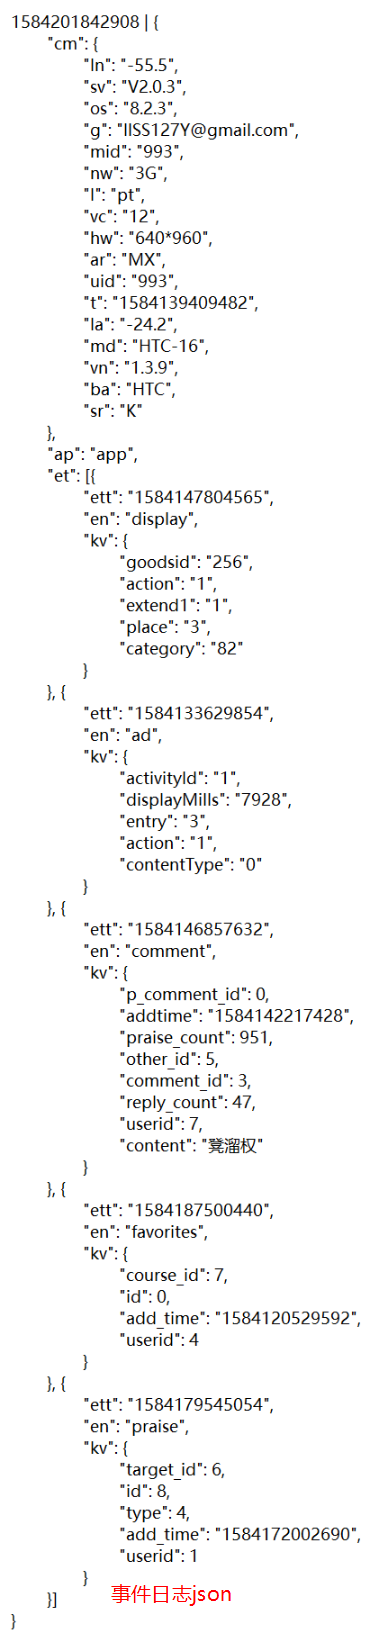 1584201842908 | {
"cm": {
"ln": "-55.5",
"sv": "V2.0.3",
"os": "8.2.3",
"g": "IISS127Y@gmail.com",
"mid": "993",
"nw": "3G",
"l": "pt",
"vc": "12",
"hw": "640*960",
"ar": "MX",
"uid": "993",
"t": "1584139409482",
"la": "-24.2",
"md": "HTC-16",
"vn": "1.3.9",
"ba": "HTC",
"sr": "K"
},
"ap": "app",
"et": [{
"ett": "1584147804565",
"en": "display",
"kv": {
"goodsid": "256",
"action": "1",
"extend1": "1",
"place": "3",
"category": "82"
}
}, {
"ett": "1584133629854",
"en": "ad",
"kv": {
"activityId": "1",
"displayMills": "7928",
"entry": "3",
"action": "1",
"contentType": "0"
}
}, {
"ett": "1584146857632",
"en": "comment",
"kv": {
"p_comment_id": 0,
"addtime": "1584142217428",
"praise_count": 951,
"other_id": 5,
"comment_id": 3,
"reply_count": 47,
"userid": 7,
"content": "凳溜权"
}
}, {
"ett": "1584187500440",
"en": "favorites",
"kv": {
"course_id": 7,
"id": 0,
"add_time": "1584120529592",
"userid": 4
}
}, {
"ett": "1584179545054",
"en": "praise",
"kv": {
"target_id": 6,
"id": 8,
"type": 4,
"add_time": "1584172002690",
"userid": 1
}
}] 事件日志json
}